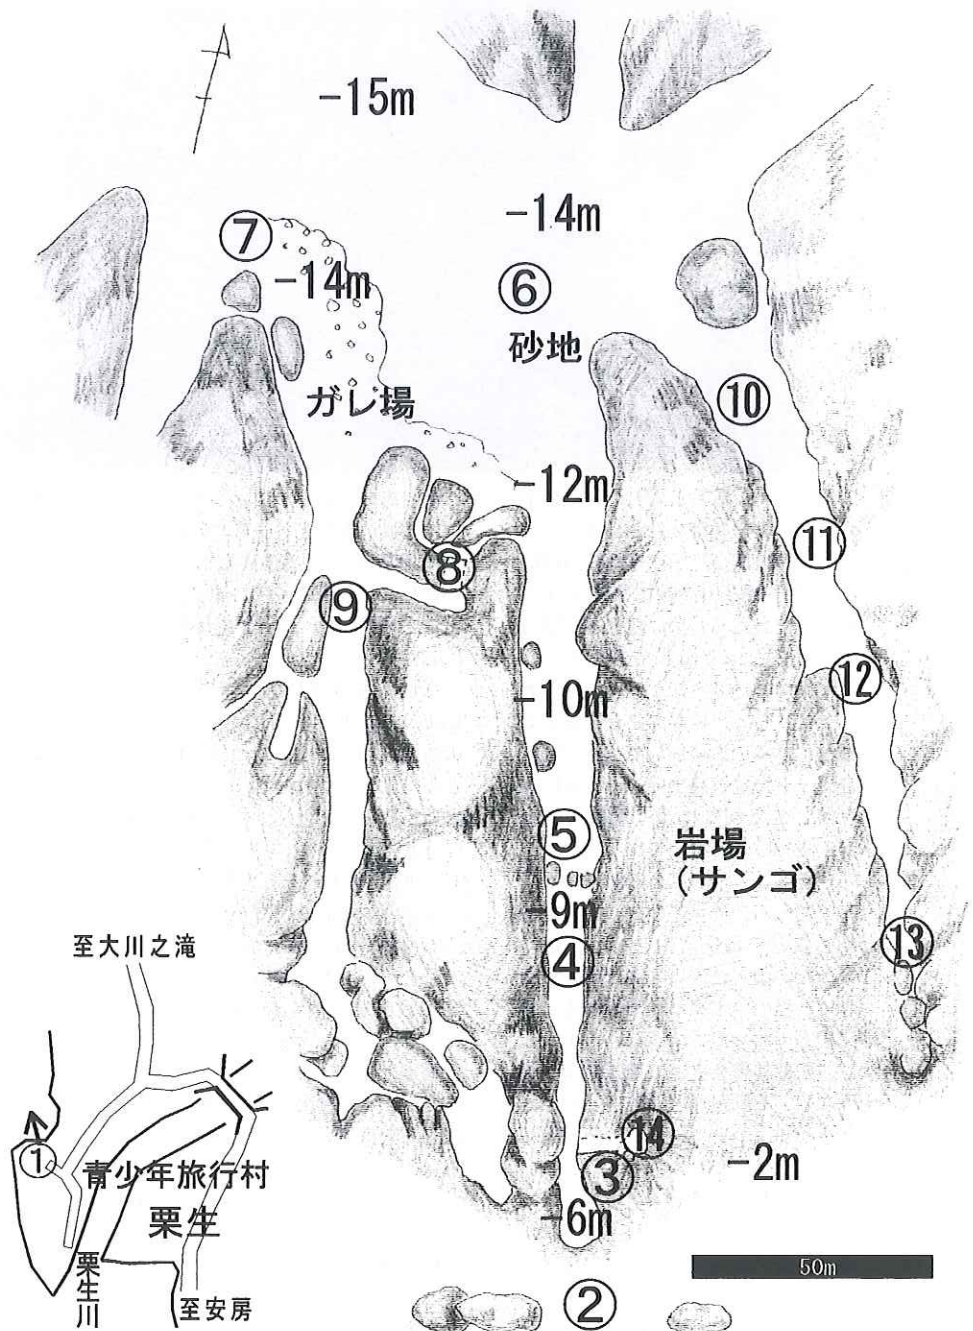 -15m
-14m
⑦
-14m
⑥
砂地
⑩
ガレ場
-12m
⑪
⑧
⑨
⑫
-10m
⑤
岩場
(サンゴ)
-9m
④
⑬
至大川之滝
⑭
③
-2m
①
青少年旅行村
栗生
-6m
栗生川
至安房
50m
②